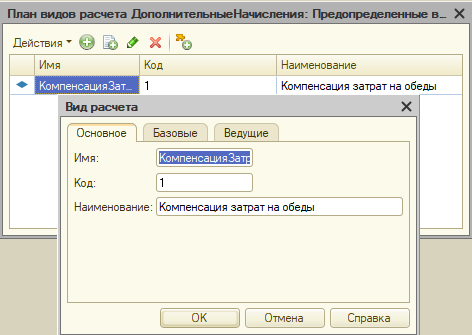 План видов расчета ДополнительныеНачисления: Предопределенные в...
Действия
Имя Код Наименование
КомпенсацияЗат... 1 Компенсация затрат на обеды
Вид расчета
Основное Базовые Ведущие
Имя: КомпенсацияЗатр
Код: 1
Наименование: Компенсация затрат на обеды
OK Отмена Справка